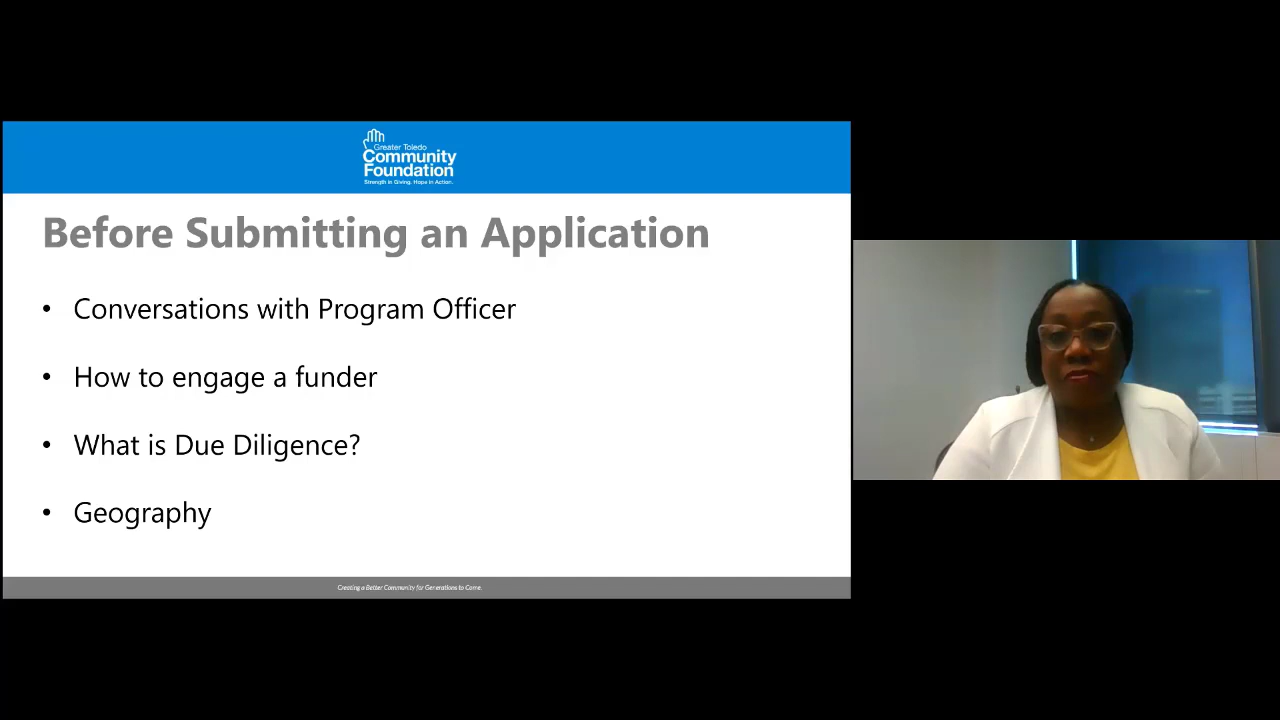 Greater Toledo
Community
Foundation
Strength in Giving. Hope in Action.
Before Submitting an Application
• Conversations with Program Officer
• How to engage a funder
• What is Due Diligence?
• Geography
Creating a Better Community for Generations to Come.